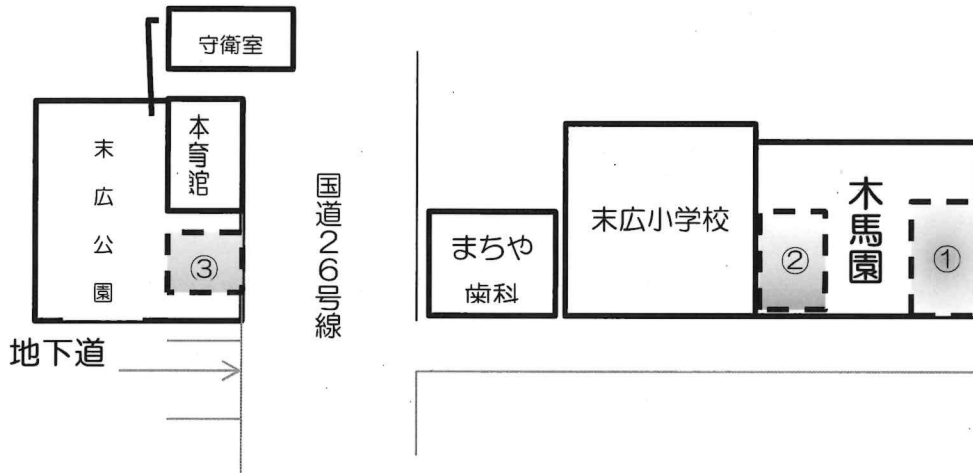 守衛室
体育館
末広公園
③
地下道
国道26号線
まちや
歯科
末広小学校
②
木馬園
①